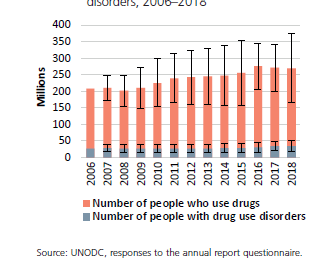 disorders, 2006–2018
400
350
300
250
200
150
100
50
0
Millions
2006 2007 2008 2009 2010 2011 2012 2013 2014 2015 2016 2017 2018
Number of people who use drugs
Number of people with drug use disorders
Source: UNODC, responses to the annual report questionnaire.